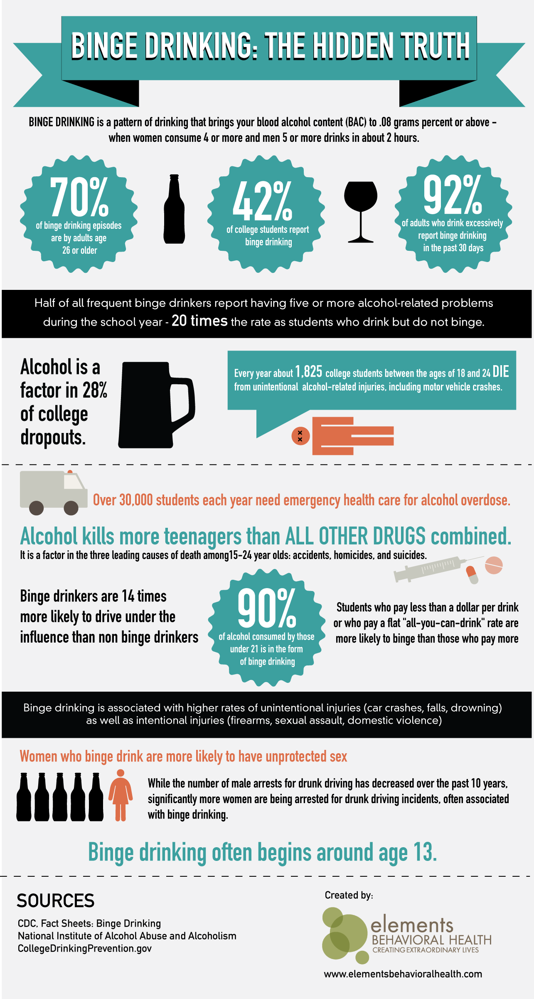 BINGE DRINKING: THE HIDDEN TRUTH
BINGE DRINKING is a pattern of drinking that brings your blood alcohol content (BAC) to .08 grams percent or above –
when women consume 4 or more and men 5 or more drinks in about 2 hours.
70%
of binge drinking episodes
are by adults age
26 or older
42%
of college students report
binge drinking
92%
of adults who drink excessively
report binge drinking
in the past 30 days
Half of all frequent binge drinkers report having five or more alcohol-related problems
during the school year - 20 times the rate as students who drink but do not binge.
Alcohol is a
factor in 28%
of college
dropouts.
Every year about 1,825 college students between the ages of 18 and 24 DIE
from unintentional alcohol-related injuries, including motor vehicle crashes.
x x
Over 30,000 students each year need emergency health care for alcohol overdose.
Alcohol kills more teenagers than ALL OTHER DRUGS combined.
It is a factor in the three leading causes of death among15-24 year olds: accidents, homicides, and suicides.
Binge drinkers are 14 times
more likely to drive under the
influence than non binge drinkers
90%
of alcohol consumed by those
under 21 is in the form
of binge drinking
Students who pay less than a dollar per drink
or who pay a flat "all-you-can-drink" rate are
more likely to binge than those who pay more
Binge drinking is associated with higher rates of unintentional injuries (car crashes, falls, drowning)
as well as intentional injuries (firearms, sexual assault, domestic violence)
Women who binge drink are more likely to have unprotected sex
While the number of male arrests for drunk driving has decreased over the past 10 years,
significantly more women are being arrested for drunk driving incidents, often associated
with binge drinking.
Binge drinking often begins around age 13.
SOURCES
CDC, Fact Sheets: Binge Drinking
National Institute of Alcohol Abuse and Alcoholism
CollegeDrinkingPrevention.gov
Created by:
elements
BEHAVIORAL HEALTH
CREATING EXTRAORDINARY LIVES
www.elementsbehavioralhealth.com